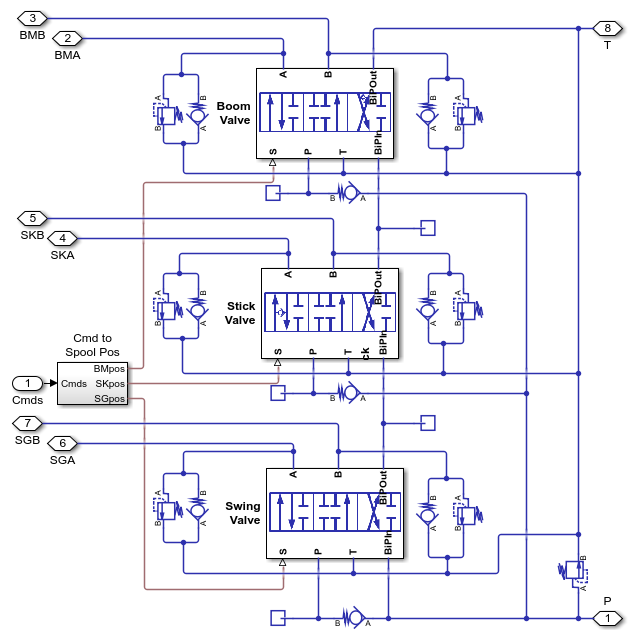 3
BMB
2
BMA
8
T
A
B
BiPOut
Boom
Valve
A
B
B
A
B
A
A
B
S
P
T
BiPIn
B
A
5
SKB
4
SKA
A
B
BiPOut
Stick
Valve
A
B
B
A
B
A
A
B
S
P
T
ck
BiPIn
B
A
Cmd to
Spool Pos
1
Cmds
Cmds
BMpos
SKpos
SGpos
7
SGB
6
SGA
A
B
BiPOut
Swing
Valve
A
B
B
A
B
A
A
B
S
P
T
BiPIn
B
A
B
A
P
1